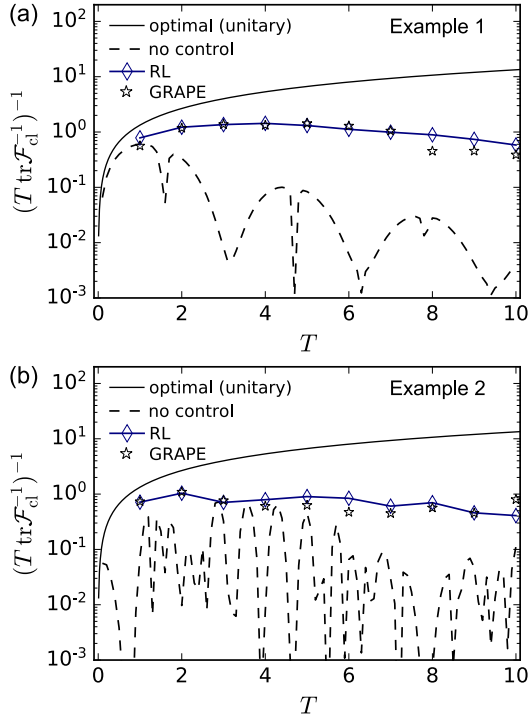 (a)
optimal (unitary)
Example 1
no control
RL
GRAPE
10²
10¹
10⁰
10⁻¹
10⁻²
10⁻³
(T tr𝓕_cl⁻¹)⁻¹
0 2 4 6 8 10
T
(b)
optimal (unitary)
Example 2
no control
RL
GRAPE
10²
10¹
10⁰
10⁻¹
10⁻²
10⁻³
(T tr𝓕_cl⁻¹)⁻¹
0 2 4 6 8 10
T